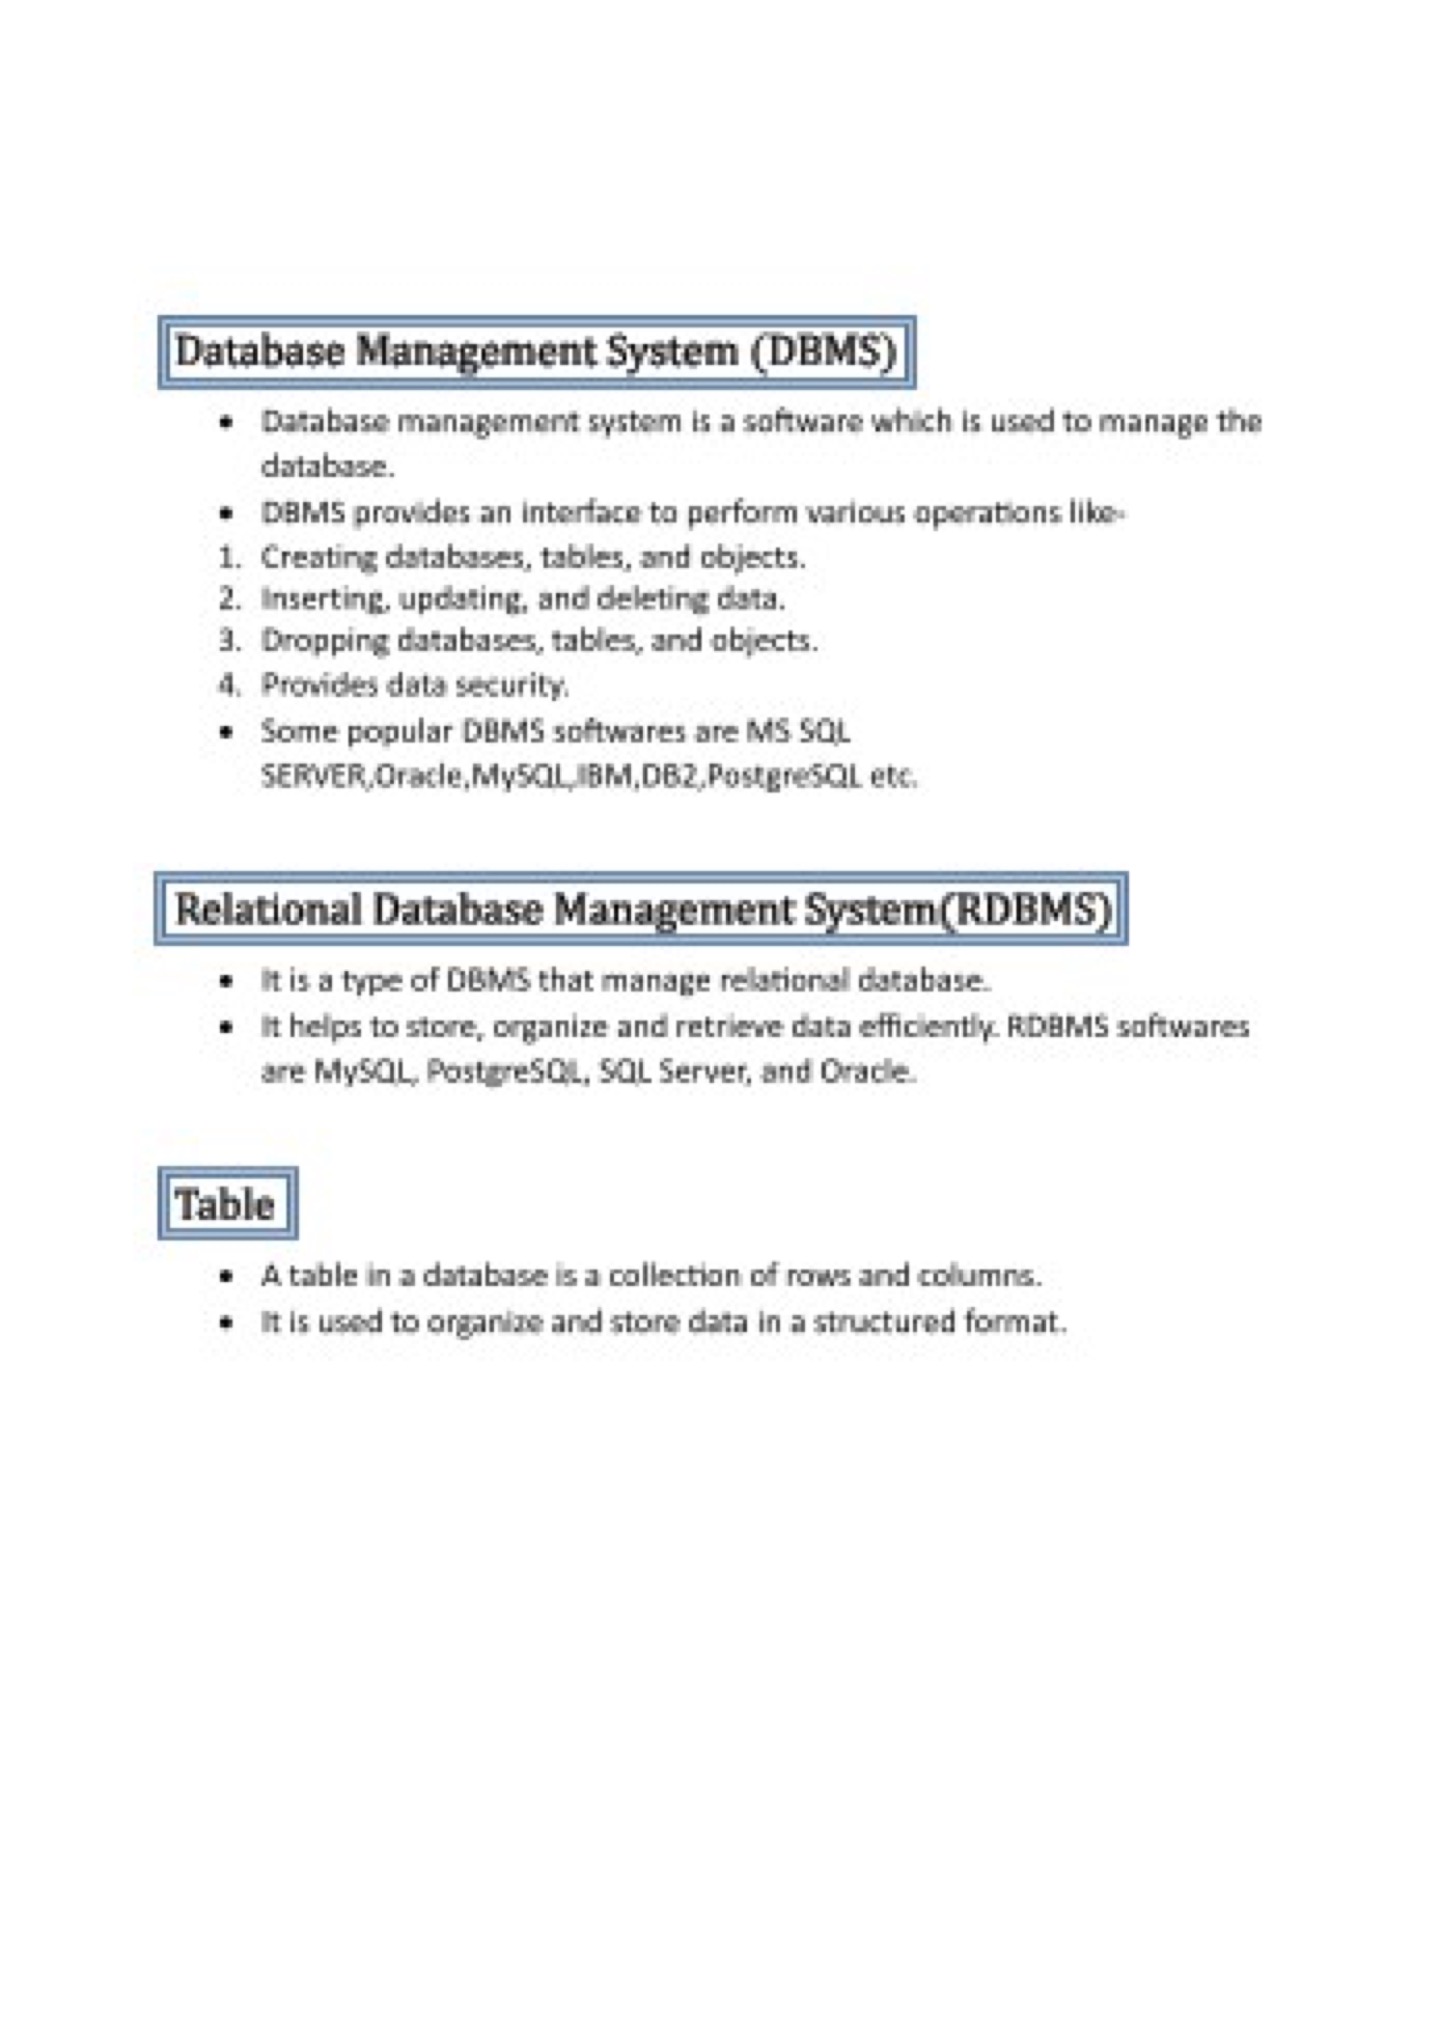 Database Management System (DBMS)
• Database management system is a software which is used to manage the
database.
• DBMS provides an interface to perform various operations like-
1. Creating databases, tables, and objects.
2. Inserting, updating, and deleting data.
3. Dropping databases, tables, and objects.
4. Provides data security.
• Some popular DBMS softwares are MS SQL
SERVER,Oracle,MySQL,IBM,DB2,PostgreSQL etc.
Relational Database Management System(RDBMS)
• It is a type of DBMS that manage relational database.
• It helps to store, organize and retrieve data efficiently. RDBMS softwares
are MySQL, PostgreSQL, SQL Server, and Oracle.
Table
• A table in a database is a collection of rows and columns.
• It is used to organize and store data in a structured format.